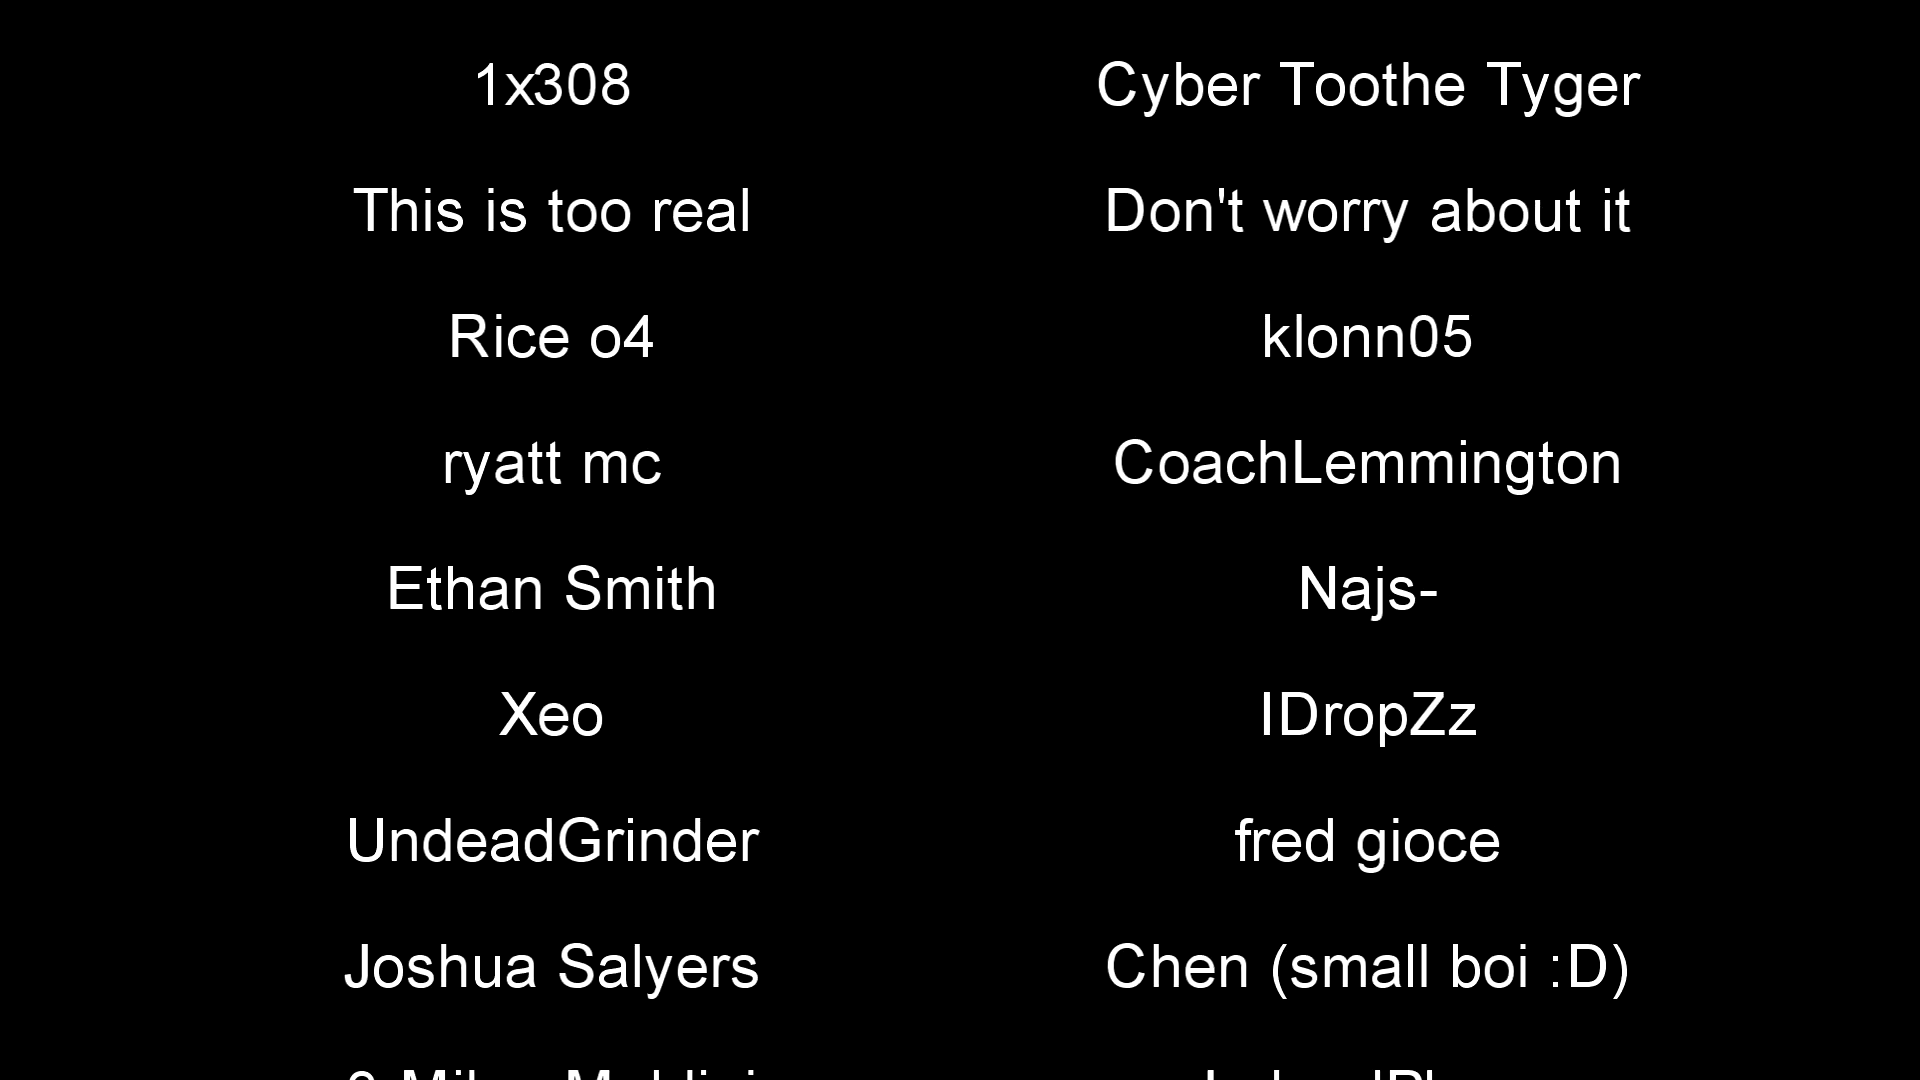 1x308 Cyber Toothe Tyger
This is too real Don't worry about it
Rice o4 klonn05
ryatt mc CoachLemmington
Ethan Smith Najs-
Xeo IDropZz
UndeadGrinder fred gioce
Joshua Salyers Chen (small boi :D)